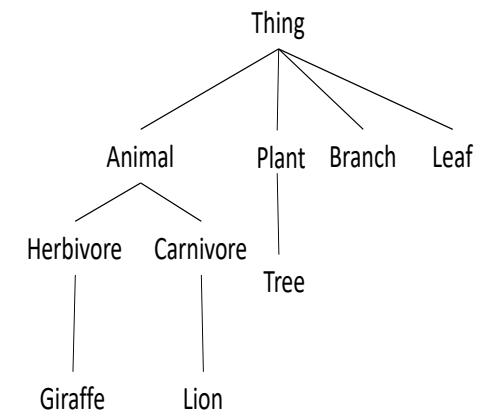 Thing
Animal Plant Branch Leaf
Herbivore Carnivore
Tree
Giraffe Lion